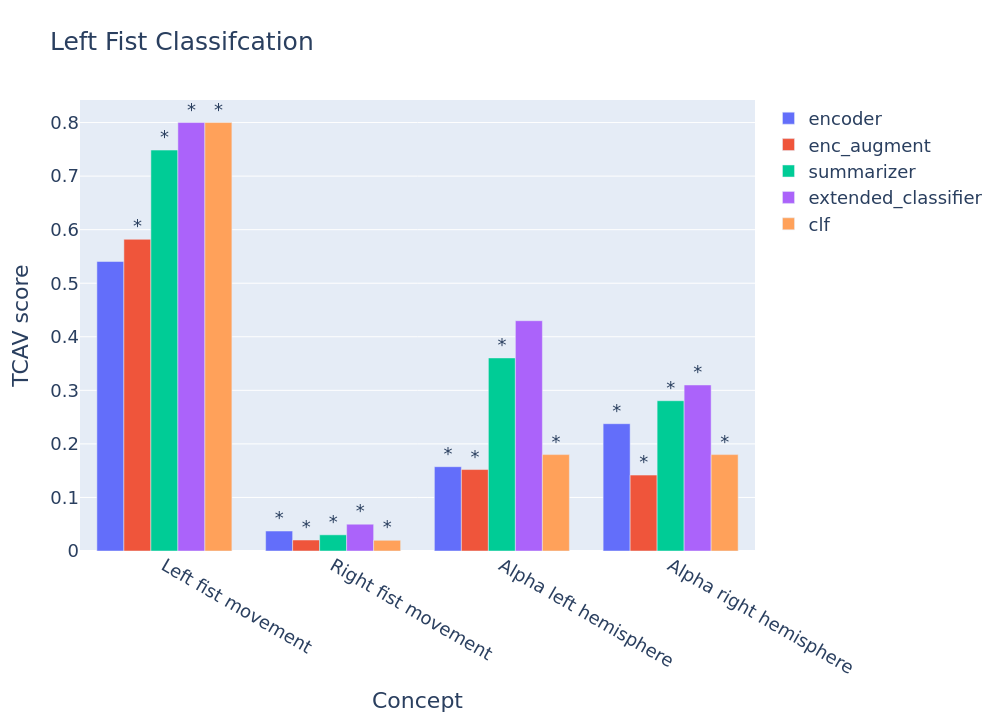 Left Fist Classifcation
* *
*
*
* * * * *
* * * *
* * * * *
0.8
0.7
0.6
0.5
0.4
0.3
0.2
0.1
0
TCAV score
Left fist movement
Right fist movement
Alpha left hemisphere
Alpha right hemisphere
Concept
encoder
enc_augment
summarizer
extended_classifier
clf